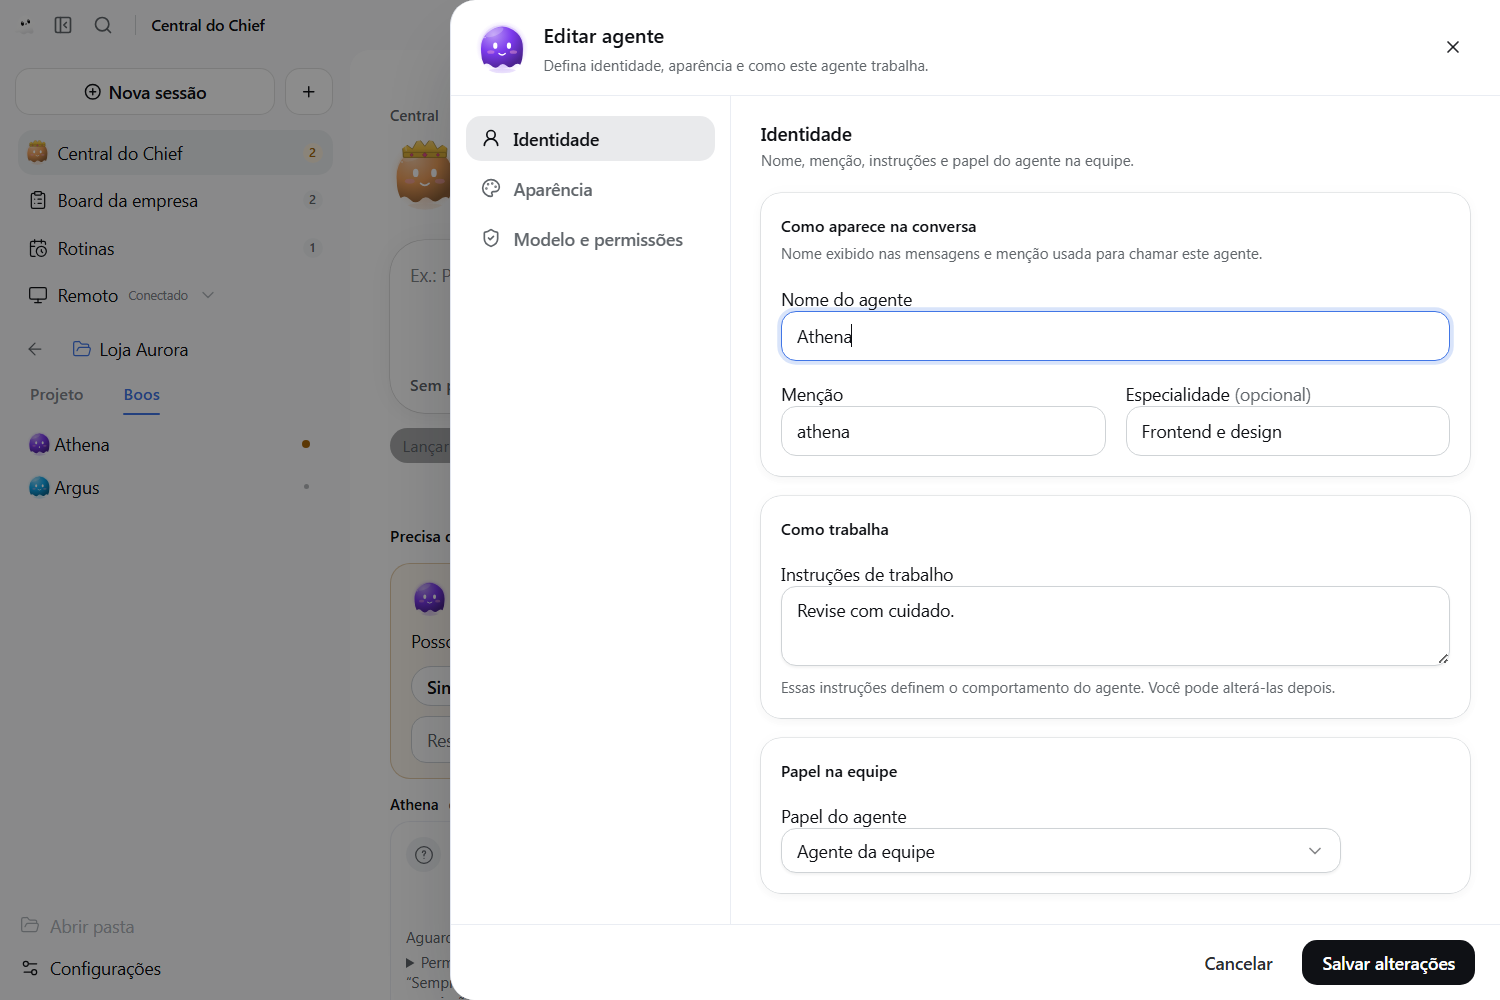 Central do Chief
Nova sessão
Central do Chief 2
Board da empresa 2
Rotinas 1
Remoto Conectado
Loja Aurora
Projeto Boos
Athena
Argus
Abrir pasta
Configurações
Central
Ex.: P
Sem p
Lançar
Precisa
Posso
Sin
Res
Athena
Aguar
Perm
“Semp
Editar agente
Defina identidade, aparência e como este agente trabalha.
Identidade
Aparência
Modelo e permissões
Identidade
Nome, menção, instruções e papel do agente na equipe.
Como aparece na conversa
Nome exibido nas mensagens e menção usada para chamar este agente.
Nome do agente
Athena
Menção Especialidade (opcional)
athena Frontend e design
Como trabalha
Instruções de trabalho
Revise com cuidado.
Essas instruções definem o comportamento do agente. Você pode alterá-las depois.
Papel na equipe
Papel do agente
Agente da equipe
Cancelar Salvar alterações